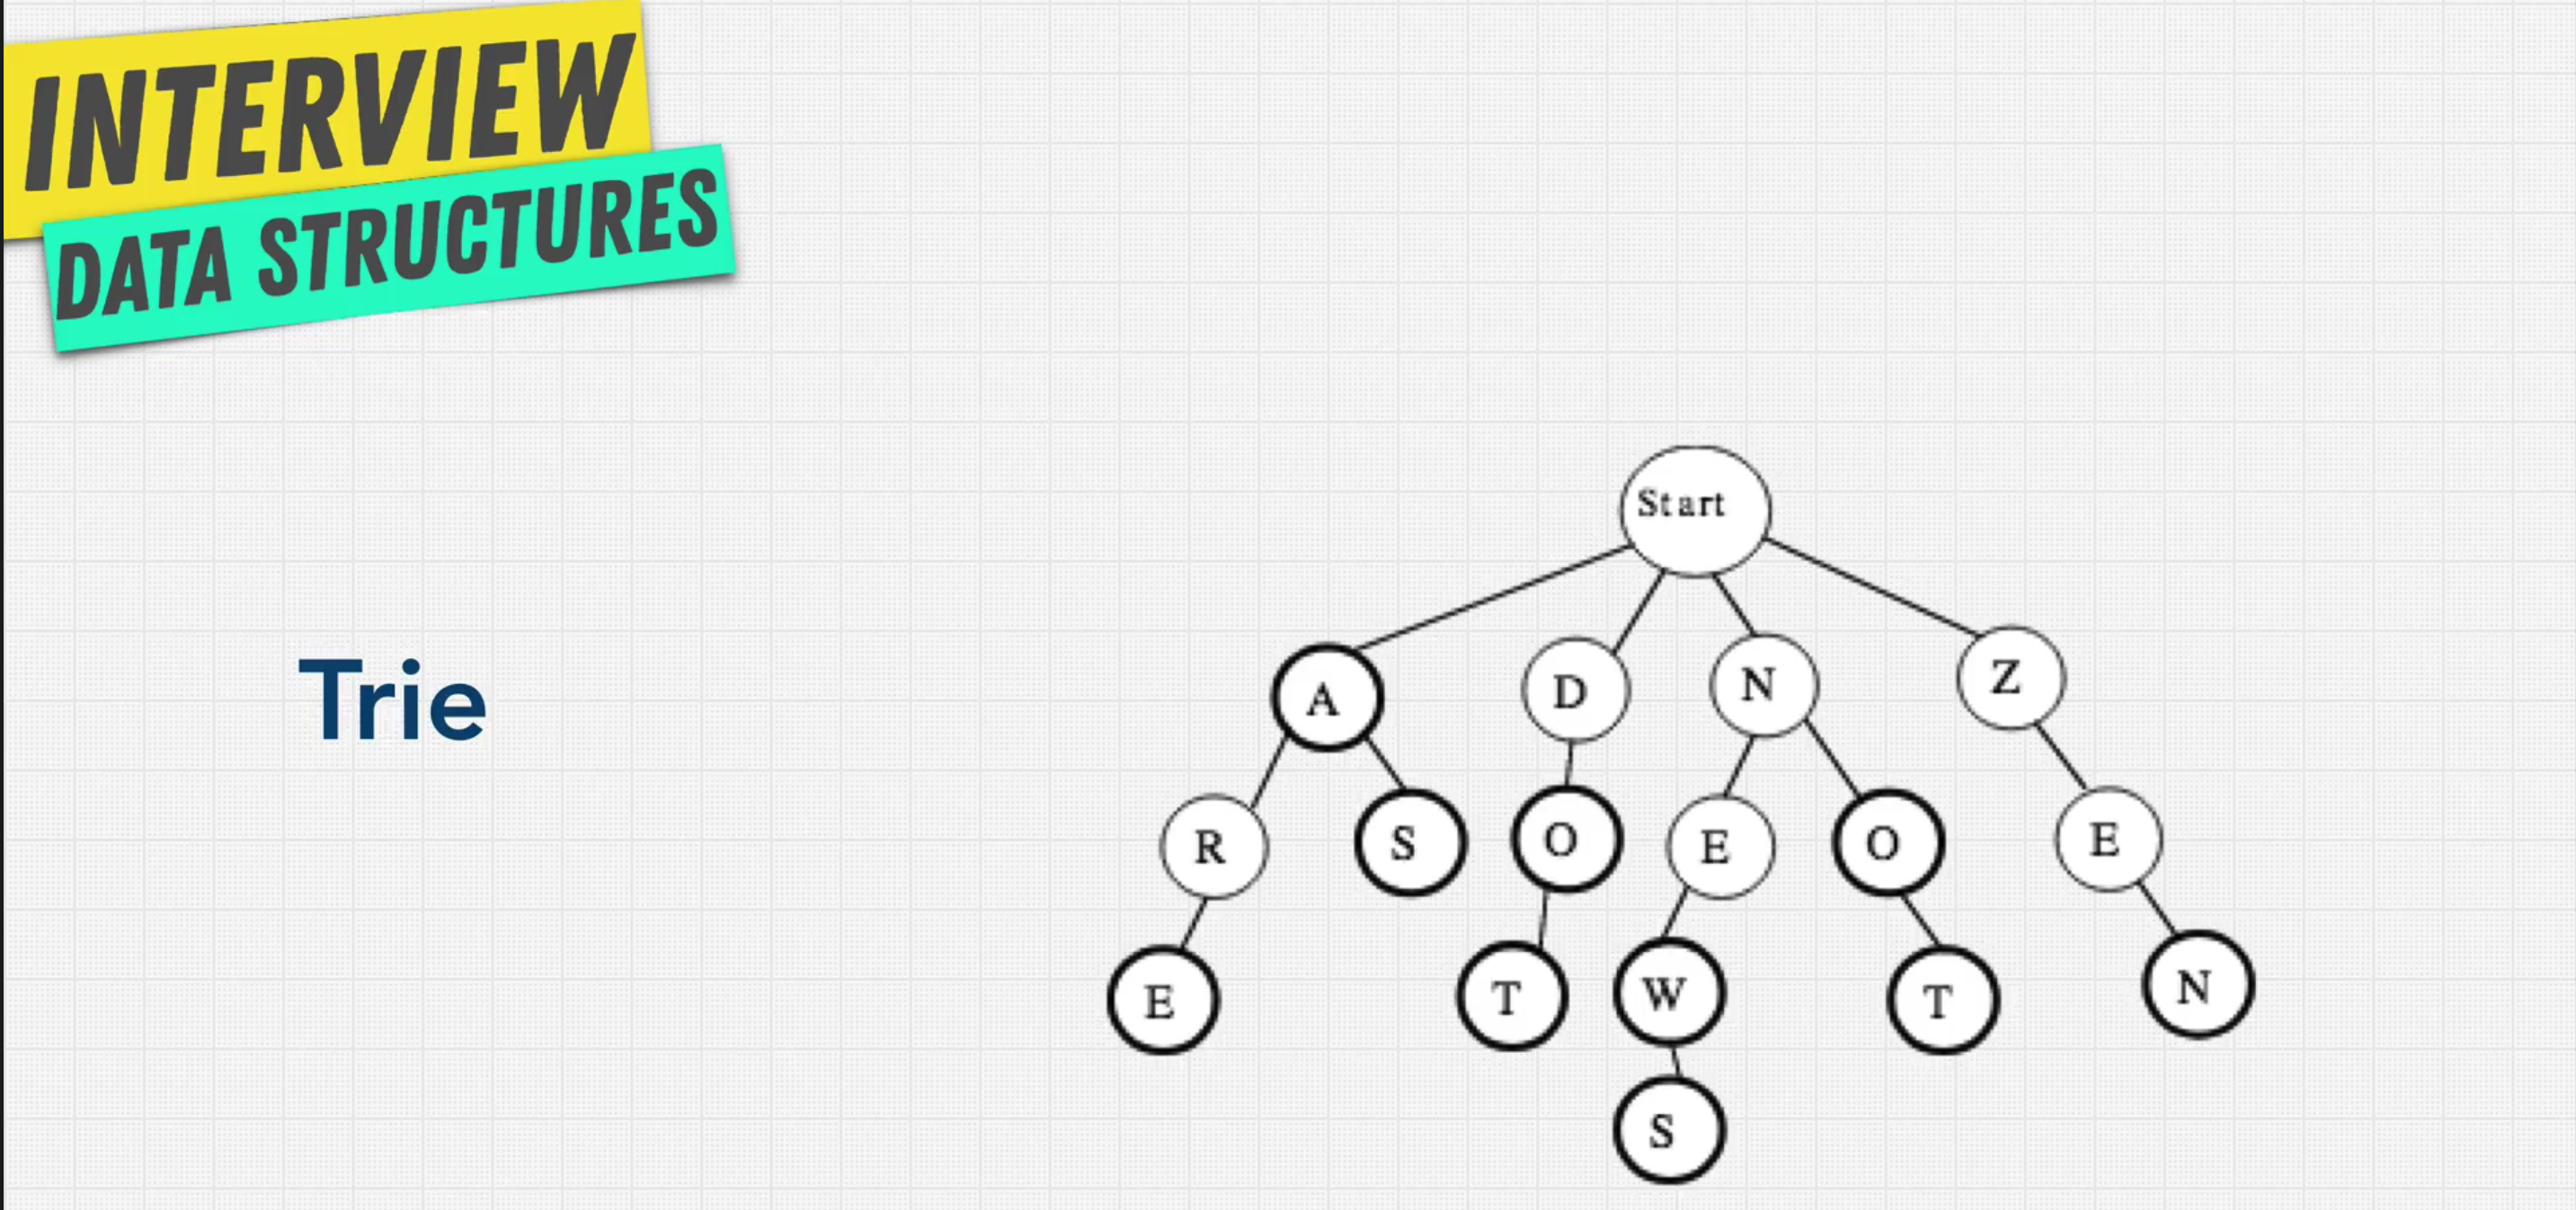 INTERVIEW
DATA STRUCTURES
Trie
Start
A
D
N
Z
R
S
O
E
O
E
E
T
W
T
N
S